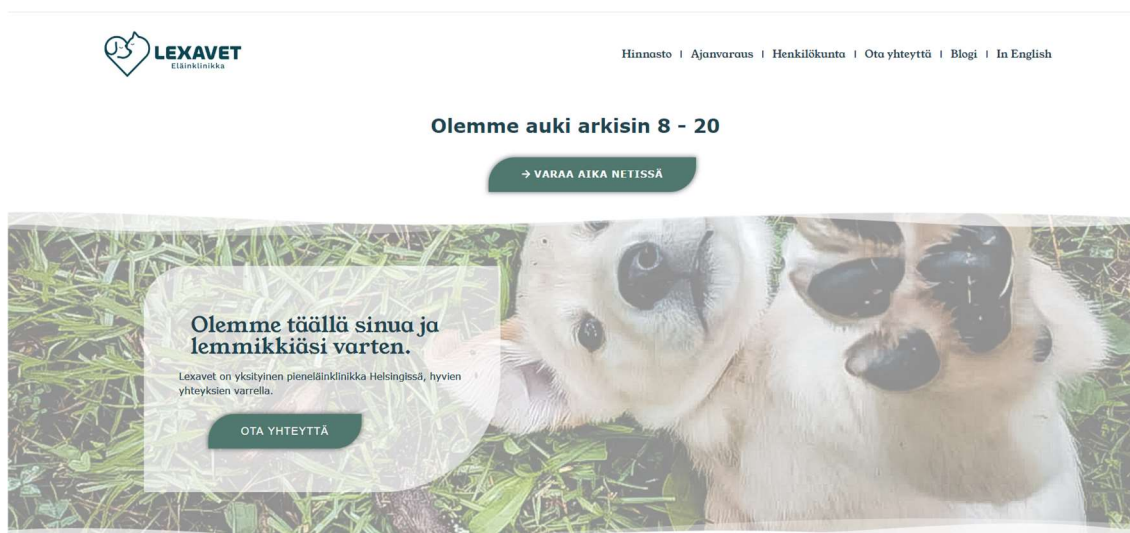 LEXAVET
Eläinklinikka
Hinnasto | Ajanvaraus | Henkilökunta | Ota yhteyttä | Blogi | In English
Olemme auki arkisin 8 - 20
→ VARAA AIKA NETISSÄ
Olemme täällä sinua ja
lemmikkiäsi varten.
Lexavet on yksityinen pieneläinklinikka Helsingissä, hyvien
yhteyksien varrella.
OTA YHTEYTTÄ